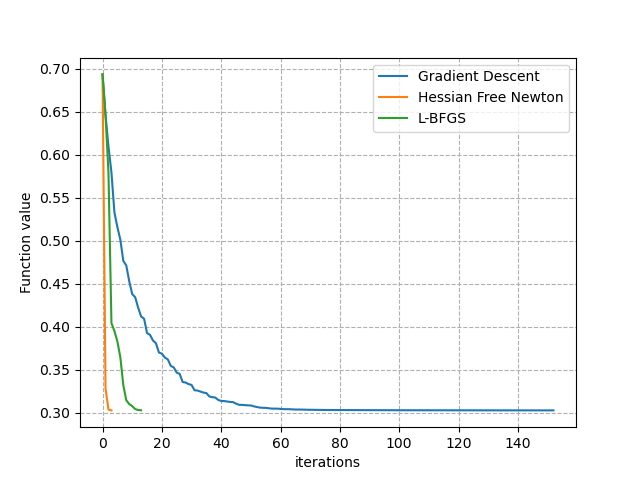 Gradient Descent
Hessian Free Newton
L-BFGS
Function value
0.70
0.65
0.60
0.55
0.50
0.45
0.40
0.35
0.30
0 20 40 60 80 100 120 140
iterations